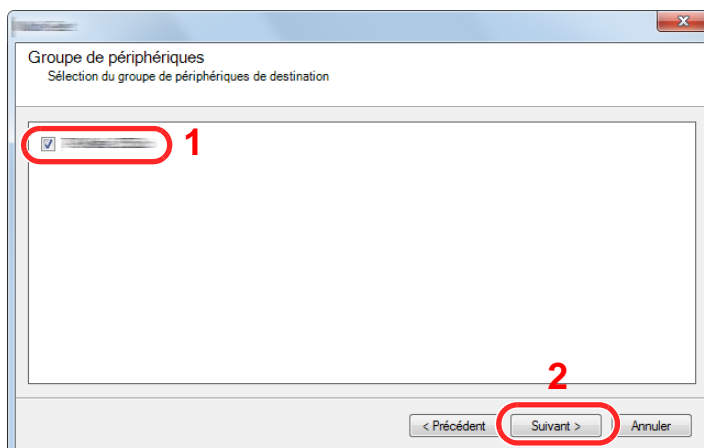 Groupe de périphériques
Sélection du groupe de périphériques de destination
1
2
< Précédent
Suivant >
Annuler